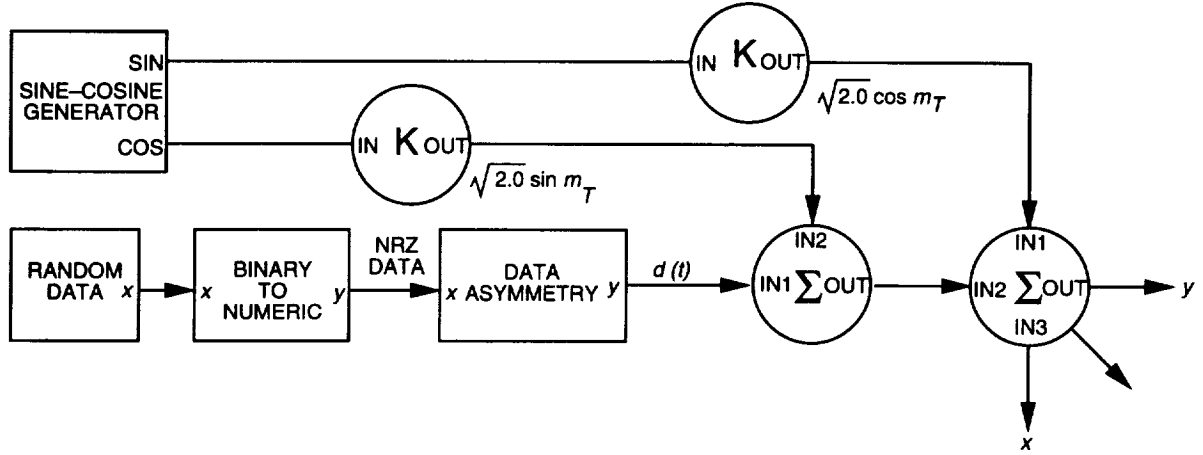 SIN
SINE–COSINE
GENERATOR
COS
IN K OUT
√2.0 cos m_T
IN K OUT
√2.0 sin m_T
RANDOM
DATA x
x BINARY
TO
NUMERIC y
NRZ
DATA
x DATA
ASYMMETRY y
d (t)
IN2
IN1 Σ OUT
IN1
IN2 Σ OUT
IN3
y
x